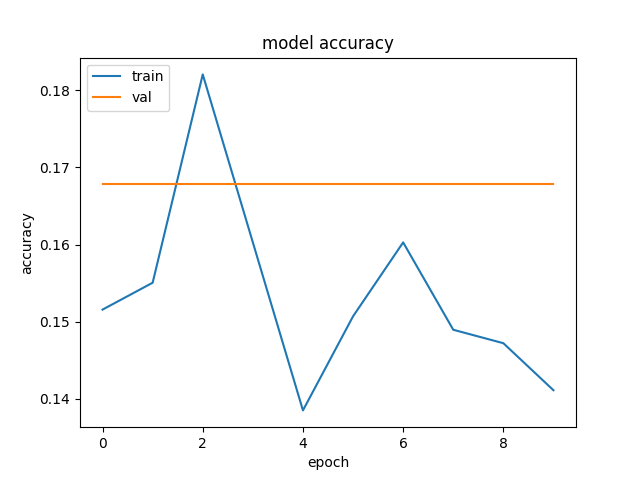 model accuracy
train
val
0.18
0.17
0.16
0.15
0.14
accuracy
0 2 4 6 8
epoch